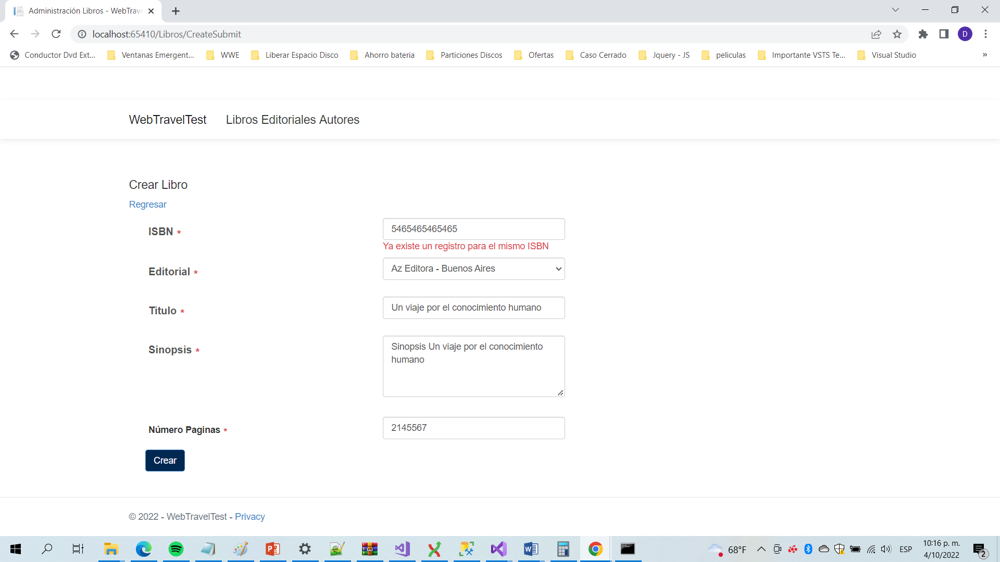 Administración Libros - WebTrave
localhost:65410/Libros/CreateSubmit
D
Conductor Dvd Ext...
Ventanas Emergent...
WWE
Liberar Espacio Disco
Ahorro bateria
Particiones Discos
Ofertas
Caso Cerrado
Jquery - JS
peliculas
Importante VSTS Te...
Visual Studio
»
WebTravelTest
Libros Editoriales Autores
Crear Libro
Regresar
ISBN *
5465465465465
Ya existe un registro para el mismo ISBN
Editorial *
Az Editora - Buenos Aires
Titulo *
Un viaje por el conocimiento humano
Sinopsis *
Sinopsis Un viaje por el conocimiento
humano
Número Paginas *
2145567
Crear
© 2022 - WebTravelTest - Privacy
68°F
ESP
10:16 p. m.
4/10/2022
2